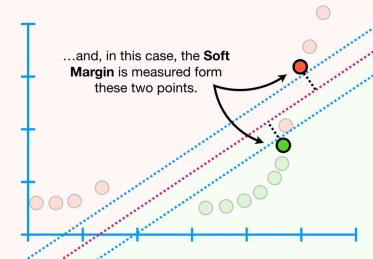 ...and, in this case, the Soft
Margin is measured form
these two points.